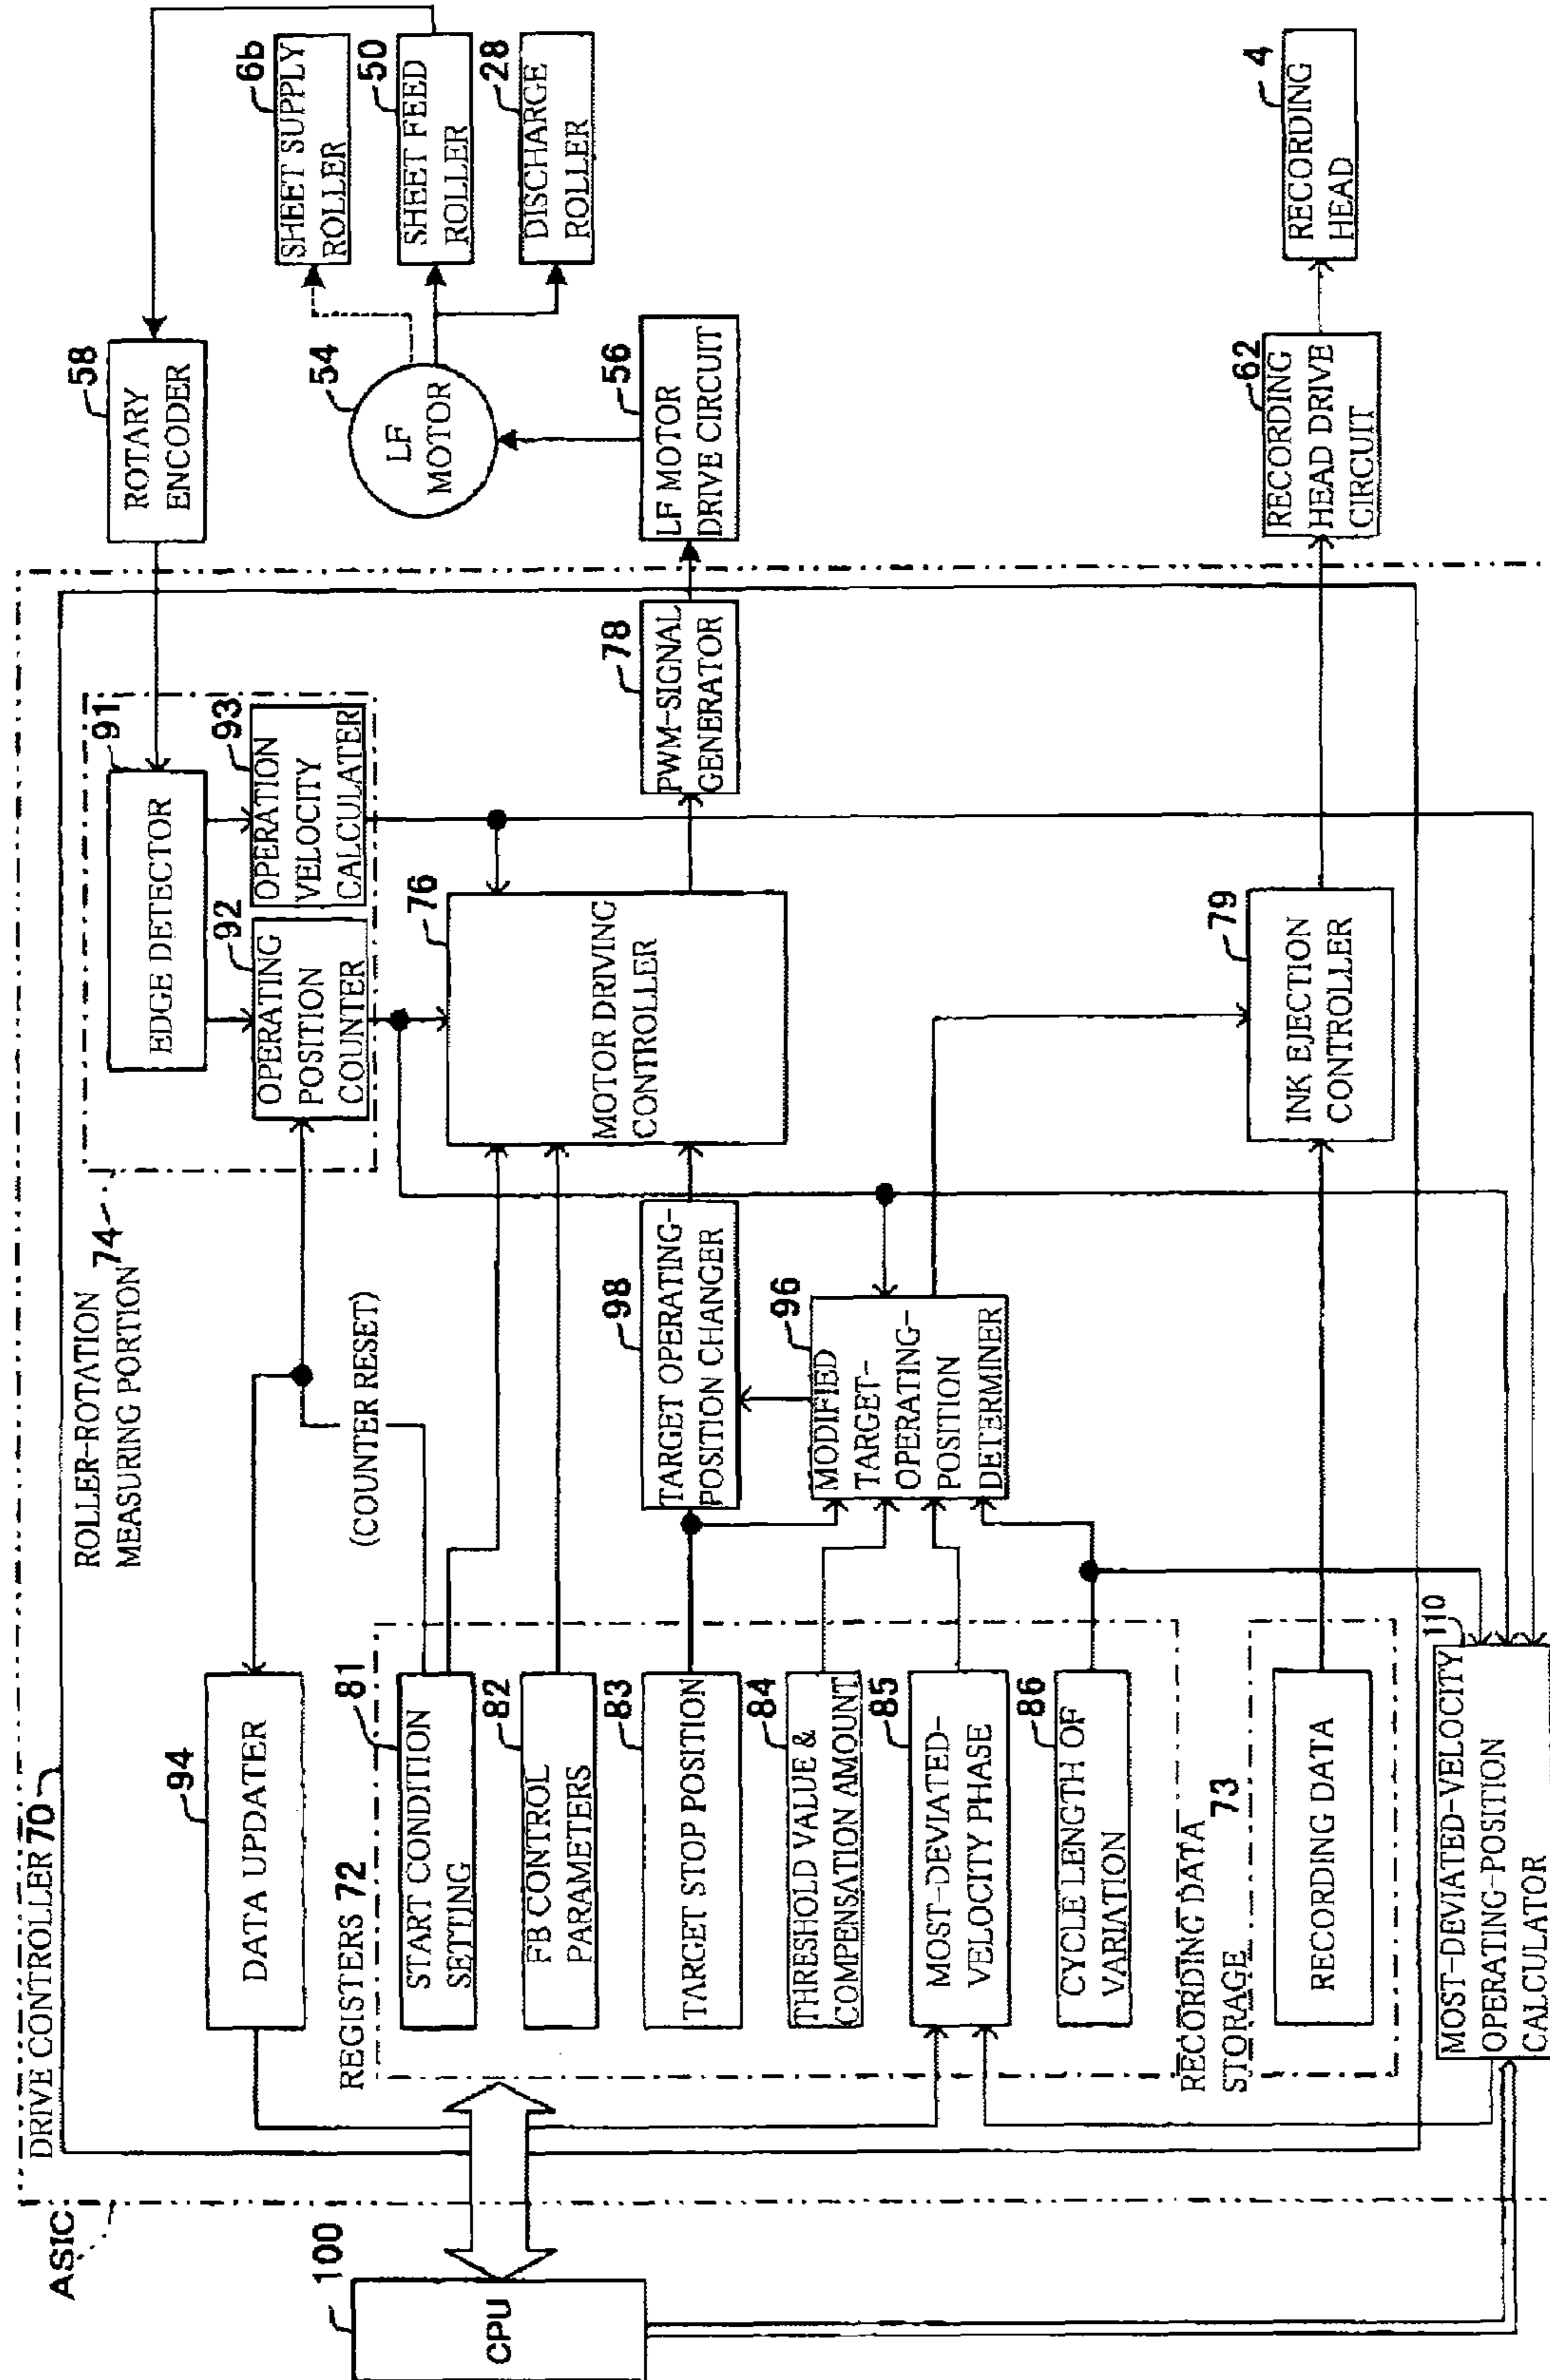 ASIC
DRIVE CONTROLLER 70
100
CPU
94
DATA UPDATER
REGISTERS 72
81
START CONDITION
SETTING
82
FB CONTROL
PARAMETERS
83
TARGET STOP POSITION
84
THRESHOLD VALUE &
COMPENSATION AMOUNT
85
MOST-DEVIATED-
VELOCITY PHASE
86
CYCLE LENGTH OF
VARIATION
RECORDING DATA
STORAGE 73
RECORDING DATA
MOST-DEVIATED-VELOCITY 110
OPERATING-POSITION
CALCULATOR
ROLLER-ROTATION
MEASURING PORTION 74
(COUNTER RESET)
91
EDGE DETECTOR
92
OPERATING
POSITION
COUNTER
93
OPERATION
VELOCITY
CALCULATER
76
MOTOR DRIVING
CONTROLLER
98
TARGET OPERATING-
POSITION CHANGER
96
MODIFIED
TARGET-
OPERATING-
POSITION
DETERMINER
78
PWM-SIGNAL
GENERATOR
79
INK EJECTION
CONTROLLER
58
ROTARY
ENCODER
54
LF
MOTOR
56
LF MOTOR
DRIVE CIRCUIT
6b
SHEET SUPPLY
ROLLER
50
SHEET FEED
ROLLER
28
DISCHARGE
ROLLER
62
RECORDING
HEAD DRIVE
CIRCUIT
4
RECORDING
HEAD